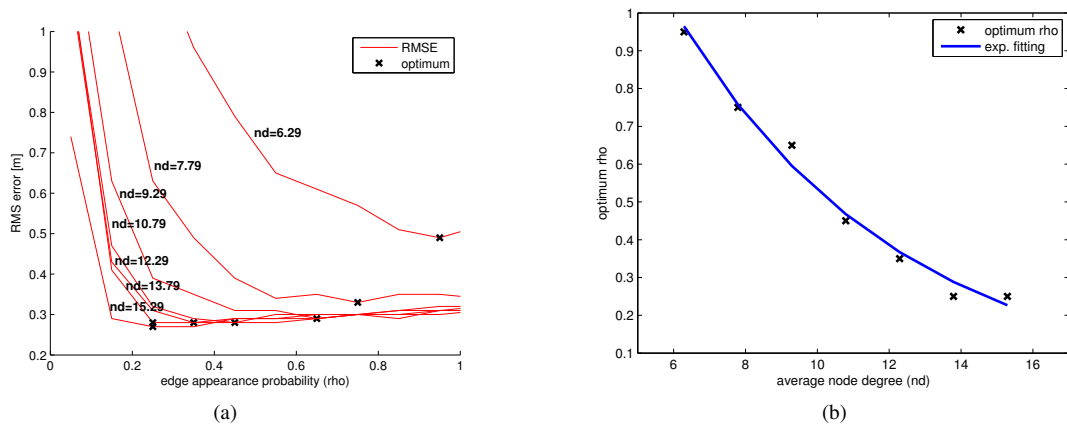 1
0.9
0.8
0.7
0.6
0.5
0.4
0.3
0.2
RMS error [m]
0
0.2
0.4
0.6
0.8
1
edge appearance probability (rho)
RMSE
optimum
nd=6.29
nd=7.79
nd=9.29
nd=10.79
nd=12.29
nd=13.79
nd=15.29
(a)
1
0.9
0.8
0.7
0.6
0.5
0.4
0.3
0.2
0.1
optimum rho
6
8
10
12
14
16
average node degree (nd)
optimum rho
exp. fitting
(b)